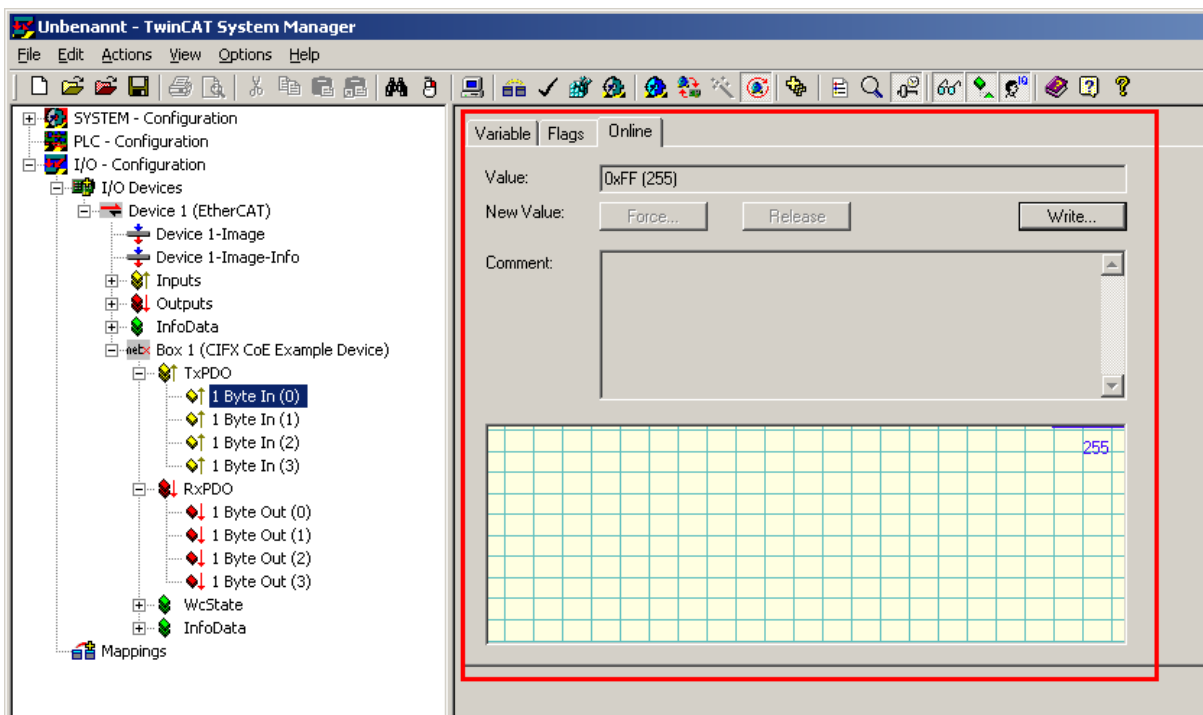 Unbenannt - TwinCAT System Manager
File Edit Actions View Options Help
SYSTEM - Configuration
PLC - Configuration
I/O - Configuration
I/O Devices
Device 1 (EtherCAT)
Device 1-Image
Device 1-Image-Info
Inputs
Outputs
InfoData
netX Box 1 (CIFX CoE Example Device)
TxPDO
1 Byte In (0)
1 Byte In (1)
1 Byte In (2)
1 Byte In (3)
RxPDO
1 Byte Out (0)
1 Byte Out (1)
1 Byte Out (2)
1 Byte Out (3)
WcState
InfoData
Mappings
Variable Flags Online
Value: 0xFF (255)
New Value: Force... Release Write...
Comment:
255